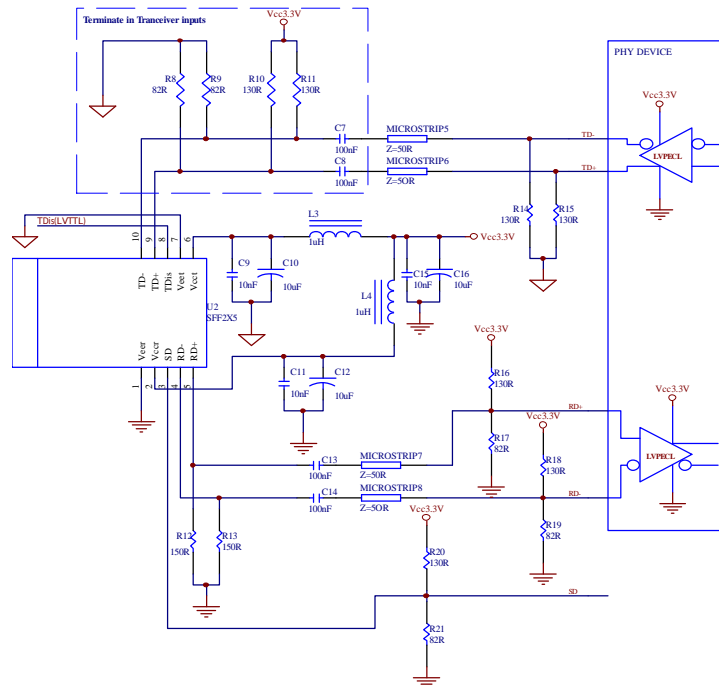 Terminate in Tranceiver inputs
Vcc3.3V
PHY DEVICE
R8
82R
R9
82R
R10
130R
R11
130R
Vcc3.3V
C7
100nF
MICROSTRIP5
Z=50R
TD-
LVPECL
C8
100nF
MICROSTRIP6
Z=5OR
TD+
R14
130R
R15
130R
TDis(LVTTL)
10
9
8
7
6
L3
1uH
Vcc3.3V
TD-
TD+
TDis
Veet
Vcct
C9
10nF
C10
10uF
C15
10nF
C16
10uF
L4
1uH
U2
SFF2X5
Veer
Vccr
SD
RD-
RD+
1
2
3
4
5
C11
10nF
C12
10uF
Vcc3.3V
R16
130R
RD+
Vcc3.3V
Vcc3.3V
R17
82R
C13
100nF
MICROSTRIP7
Z=50R
R18
130R
LVPECL
C14
100nF
MICROSTRIP8
Z=5OR
RD-
R12
150R
R13
150R
Vcc3.3V
R19
82R
R20
130R
SD
R21
82R